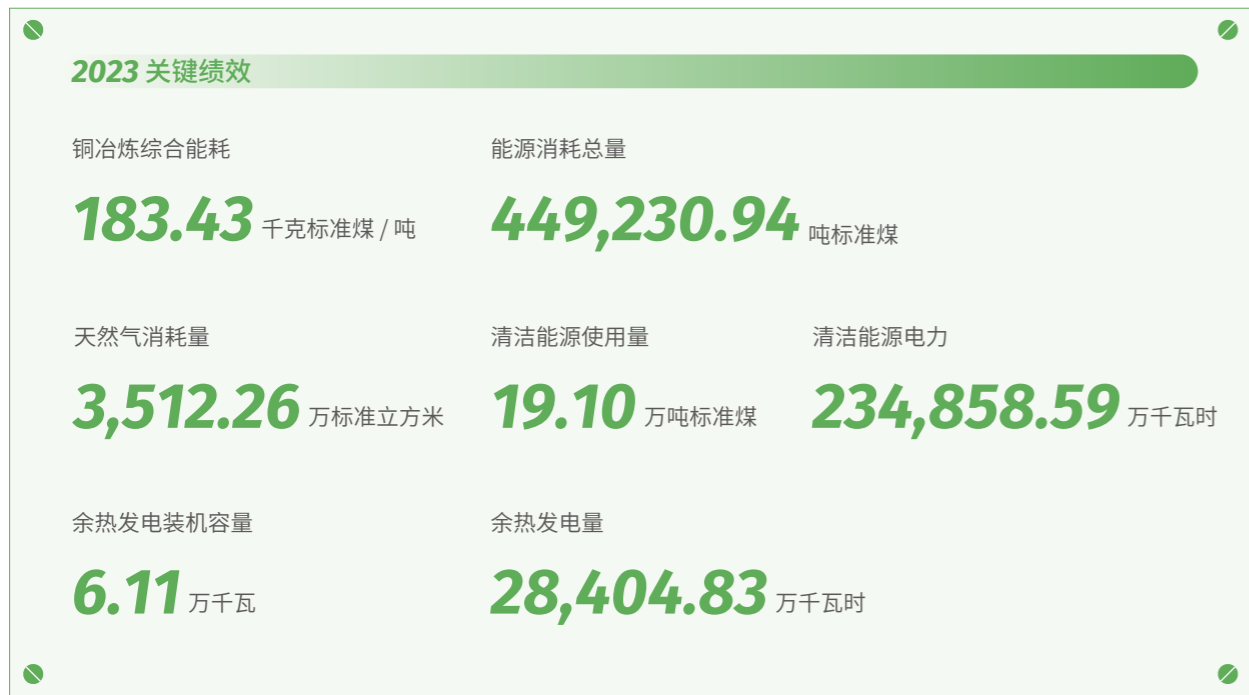 2023 关键绩效
铜冶炼综合能耗
183.43 千克标准煤 / 吨
能源消耗总量
449,230.94 吨标准煤
天然气消耗量
3,512.26 万标准立方米
清洁能源使用量
19.10 万吨标准煤
清洁能源电力
234,858.59 万千瓦时
余热发电装机容量
6.11 万千瓦
余热发电量
28,404.83 万千瓦时